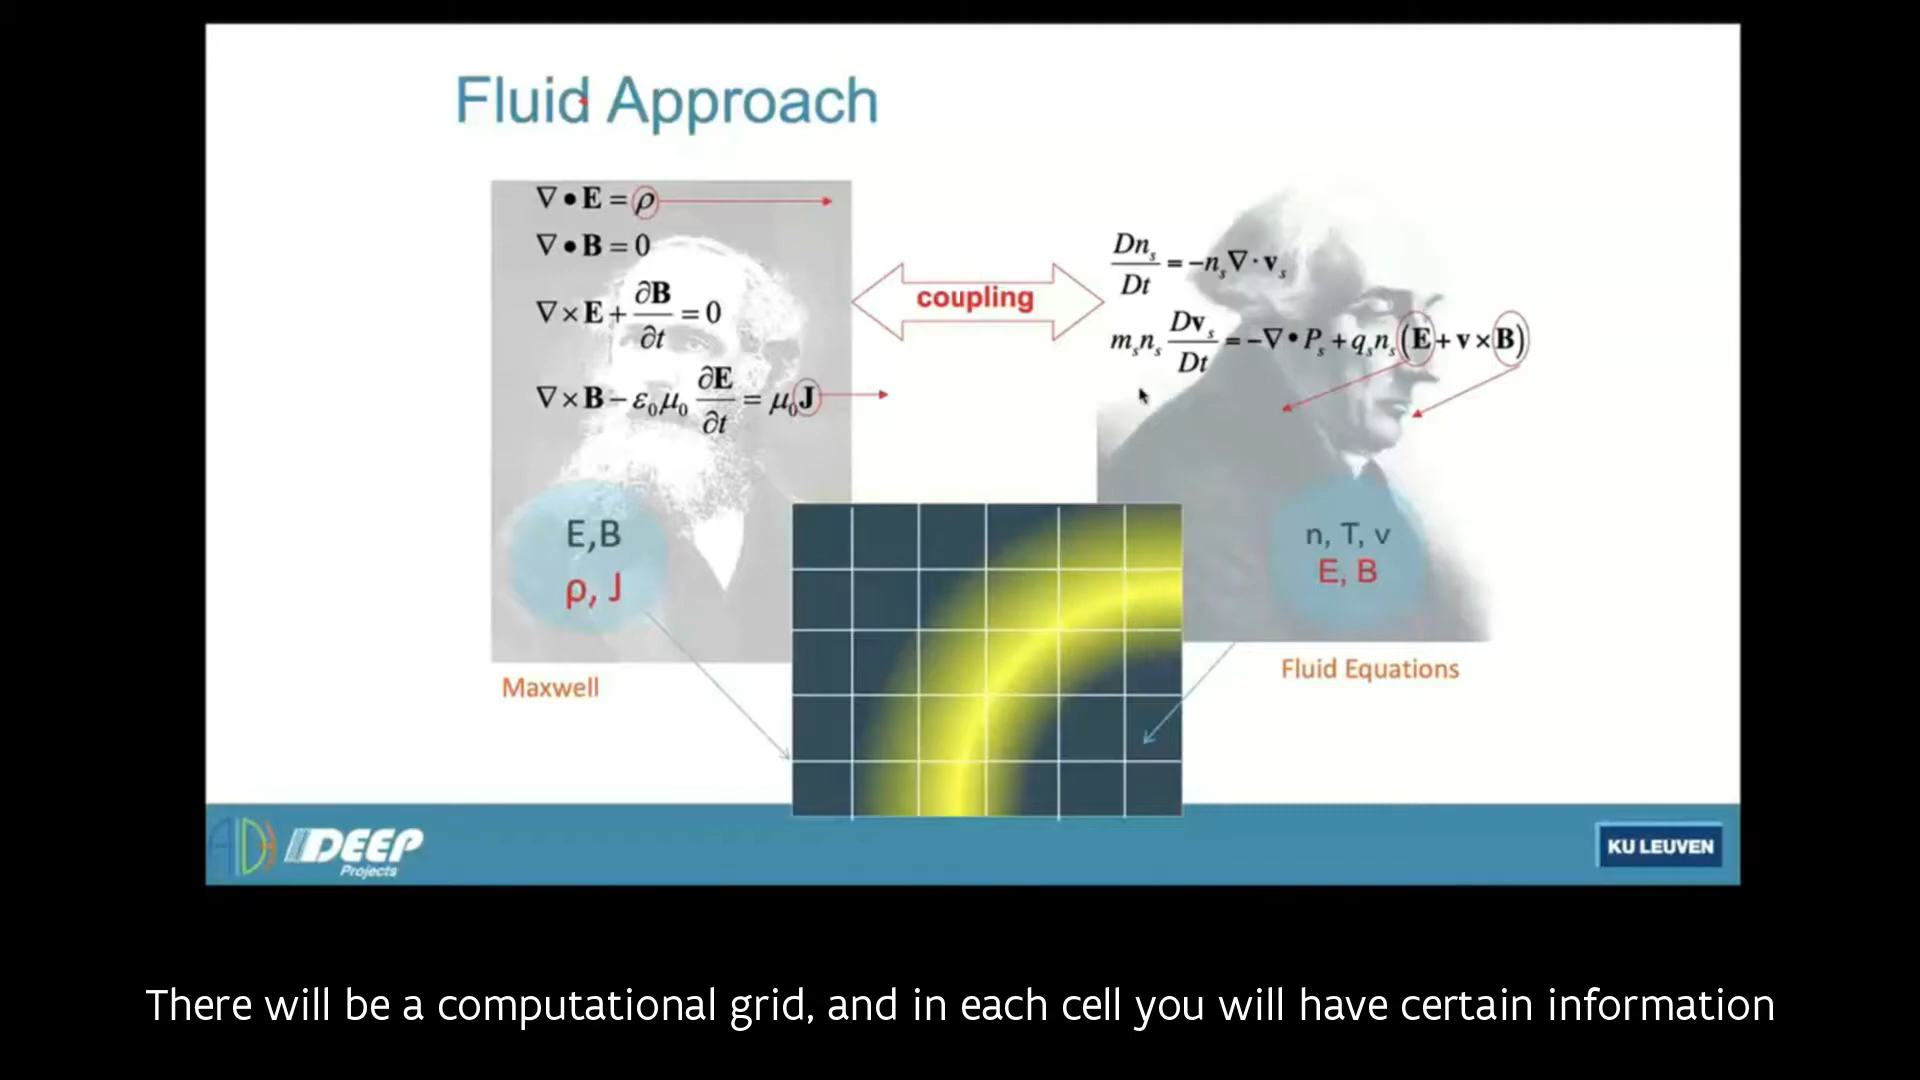 Fluid Approach
∇ • E = ρ
∇ • B = 0
∇ × E + ∂B/∂t = 0
∇ × B − ε₀μ₀ ∂E/∂t = μ₀J
coupling
Dnₛ/Dt = −nₛ∇ · vₛ
mₛnₛ Dvₛ/Dt = −∇ • Pₛ + qₛnₛ(E + v × B)
E,B
ρ, J
n, T, v
E, B
Maxwell
Fluid Equations
AIDA
DEEP
Projects
KU LEUVEN
There will be a computational grid, and in each cell you will have certain information